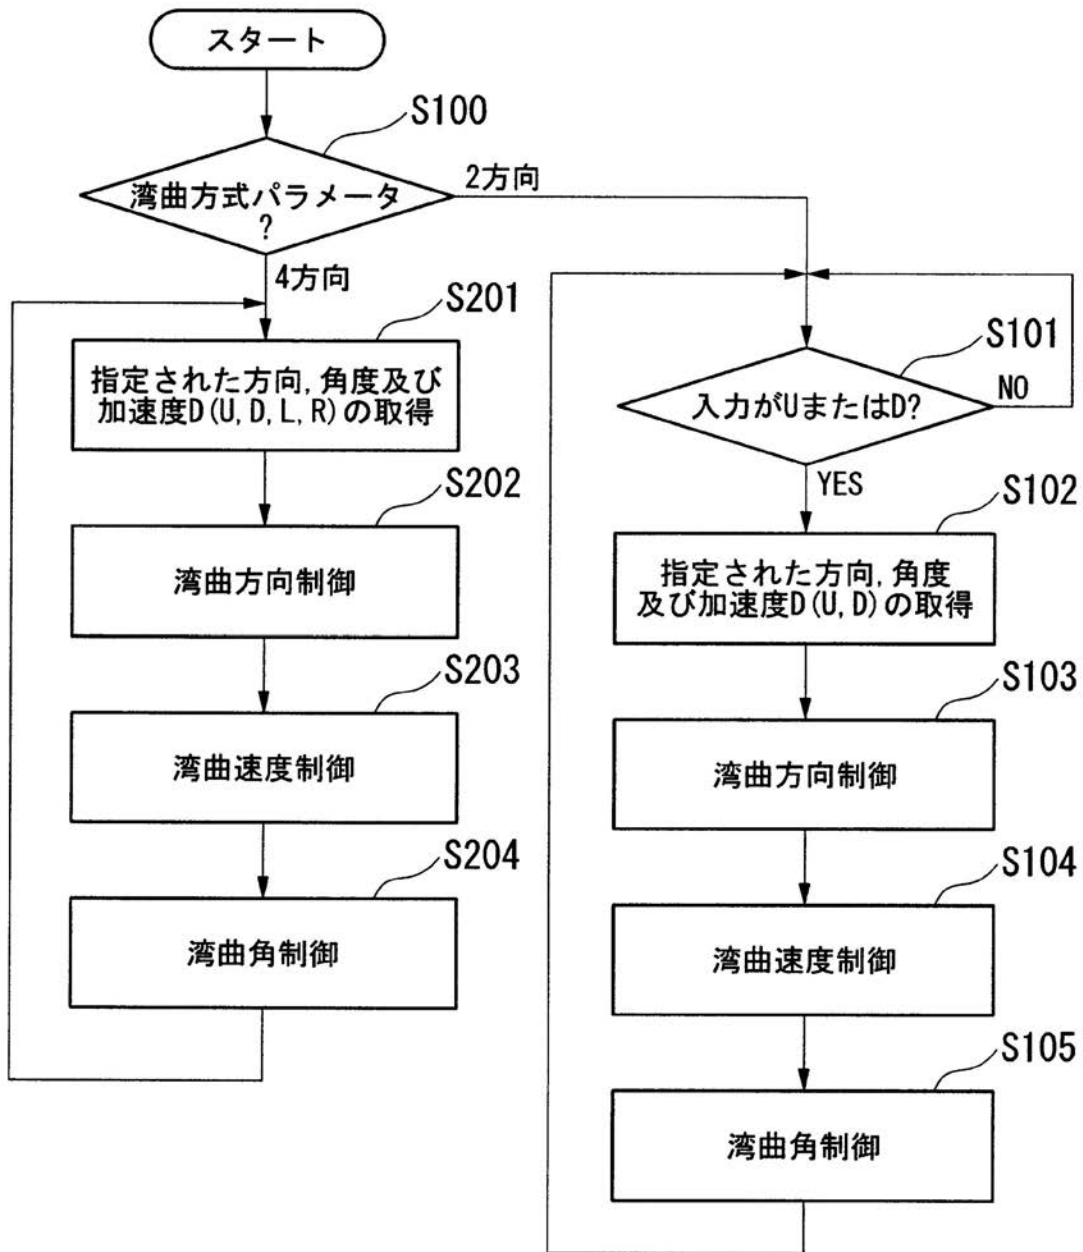 スタート
S100
湾曲方式パラメータ
?
2方向
4方向
S201
指定された方向,角度及び
加速度D(U,D,L,R)の取得
S202
湾曲方向制御
S203
湾曲速度制御
S204
湾曲角制御
S101
入力がUまたはD?
NO
YES
S102
指定された方向,角度
及び加速度D(U,D)の取得
S103
湾曲方向制御
S104
湾曲速度制御
S105
湾曲角制御